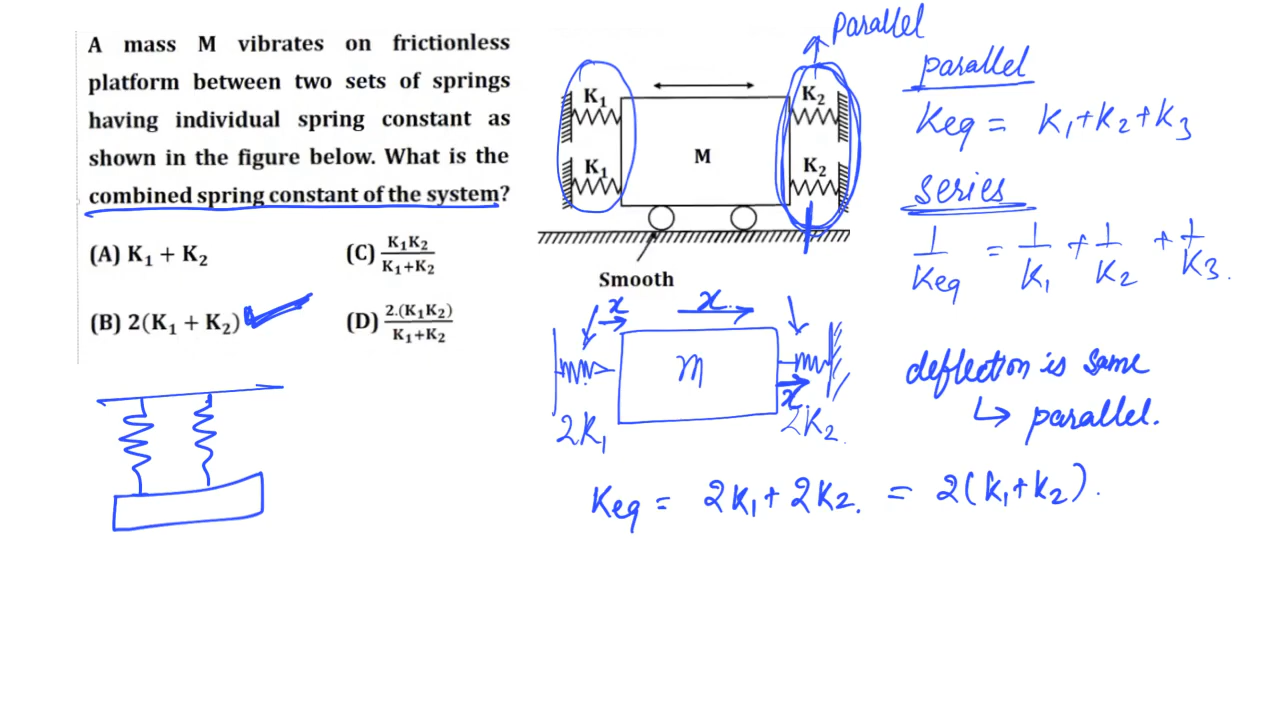 A mass M vibrates on frictionless
platform between two sets of springs
having individual spring constant as
shown in the figure below. What is the
combined spring constant of the system?
(A) K₁ + K₂
(C) K₁K₂/K₁+K₂
(B) 2(K₁ + K₂)
(D) 2.(K₁K₂)/K₁+K₂
Parallel
K₁
K₂
M
K₁
K₂
Smooth
parallel
Keq = K₁+K₂+K₃
Series
1/Keq = 1/K₁ + 1/K₂ + 1/K₃.
x
x.
m
x
2K₁
2K₂.
deflection is same
↳ parallel.
Keq = 2K₁+2K₂. = 2(K₁+K₂).